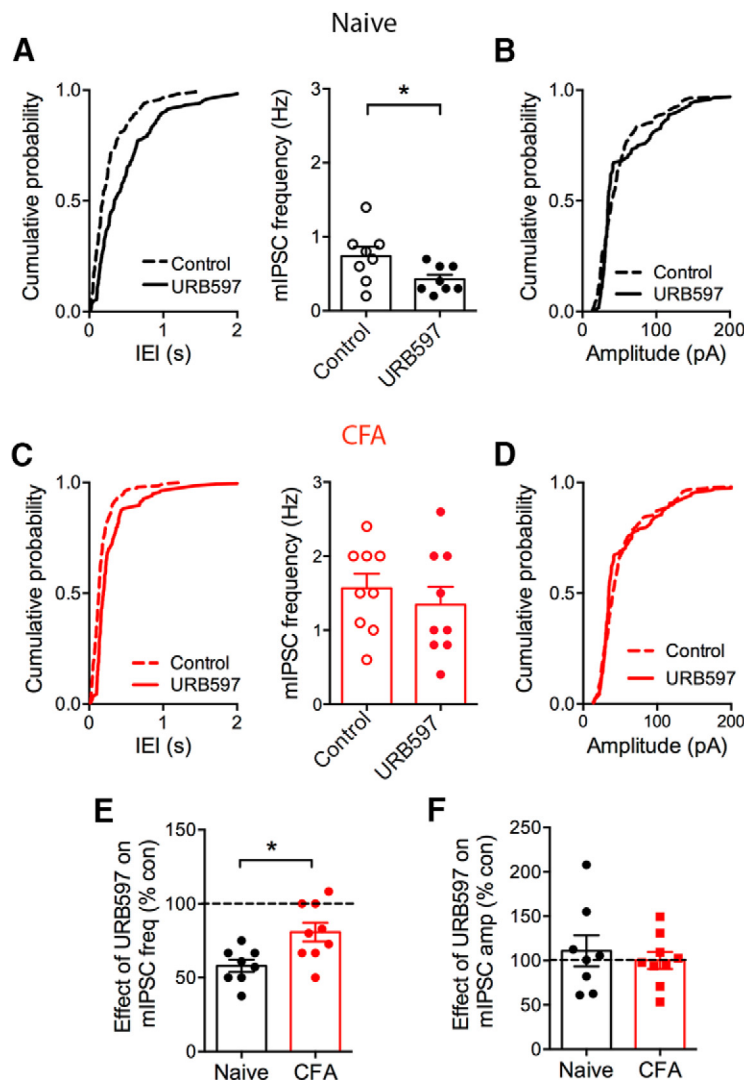 Naive
A
Cumulative probability
1.0
0.5
0.0
0
1
2
IEI (s)
Control
URB597
mIPSC frequency (Hz)
3
2
1
0
*
Control
URB597
B
Cumulative probability
1.0
0.5
0.0
0
100
200
Amplitude (pA)
Control
URB597
CFA
C
Cumulative probability
1.0
0.5
0.0
0
1
2
IEI (s)
Control
URB597
mIPSC frequency (Hz)
3
2
1
0
Control
URB597
D
Cumulative probability
1.0
0.5
0.0
0
100
200
Amplitude (pA)
Control
URB597
E
Effect of URB597 on
mIPSC freq (% con)
150
100
50
0
*
Naive
CFA
F
Effect of URB597 on
mIPSC amp (% con)
250
200
150
100
50
0
Naive
CFA